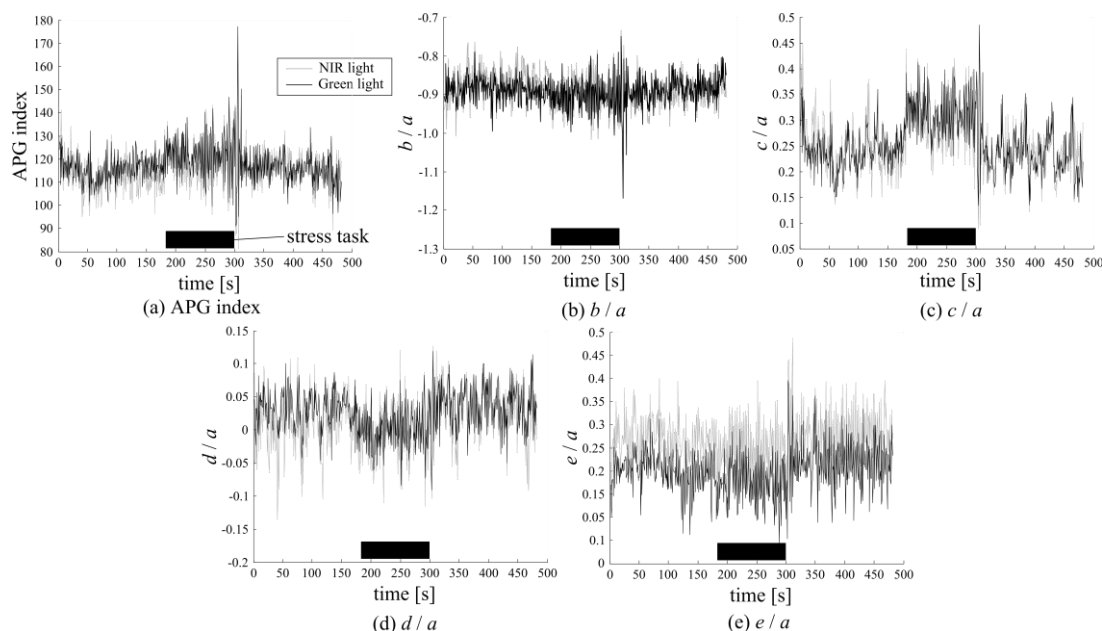 180
170
160
150
140
130
120
110
100
90
80
APG index
NIR light
Green light
stress task
0 50 100 150 200 250 300 350 400 450 500
time [s]
(a) APG index
-0.7
-0.8
-0.9
-1.0
-1.1
-1.2
-1.3
b / a
0 50 100 150 200 250 300 350 400 450 500
time [s]
(b) b / a
0.5
0.45
0.4
0.35
0.3
0.25
0.2
0.15
0.1
0.05
c / a
0 50 100 150 200 250 300 350 400 450 500
time [s]
(c) c / a
0.15
0.1
0.05
0
-0.05
-0.1
-0.15
-0.2
d / a
0 50 100 150 200 250 300 350 400 450 500
time [s]
(d) d / a
0.5
0.45
0.4
0.35
0.3
0.25
0.2
0.15
0.05
0.1
0
e / a
0 50 100 150 200 250 300 350 400 450 500
time [s]
(e) e / a